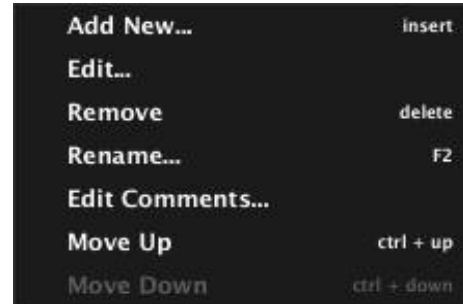 Add New... insert
Edit...
Remove delete
Rename... F2
Edit Comments...
Move Up ctrl + up
Move Down ctrl + down